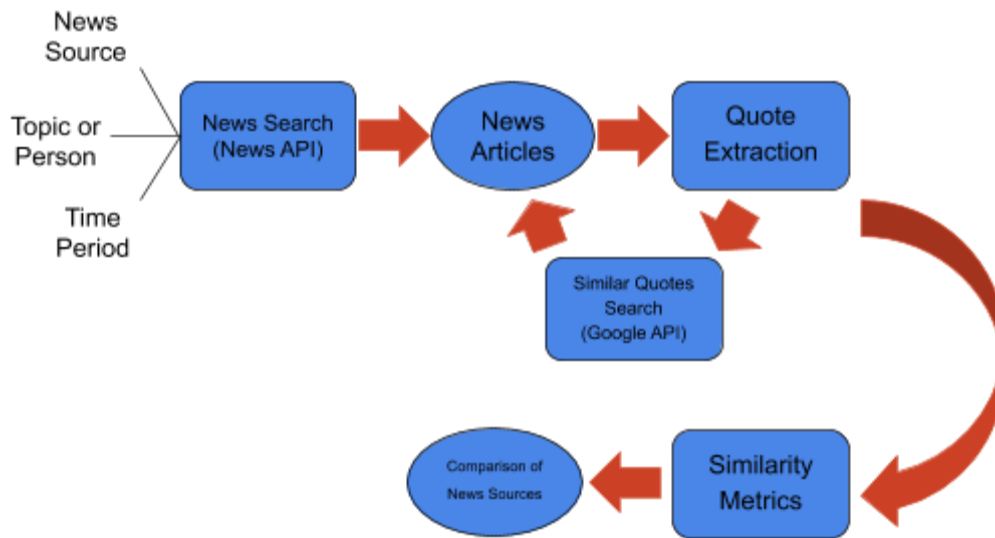 News
Source
Topic or
Person
Time
Period
News Search
(News API)
News
Articles
Quote
Extraction
Similar Quotes
Search
(Google API)
Similarity
Metrics
Comparison of
News Sources